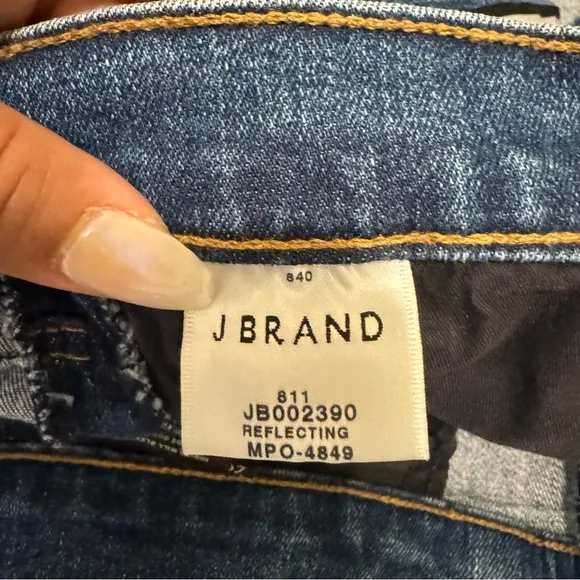 840
J BRAND
811
JB002390
REFLECTING
MPO-4849